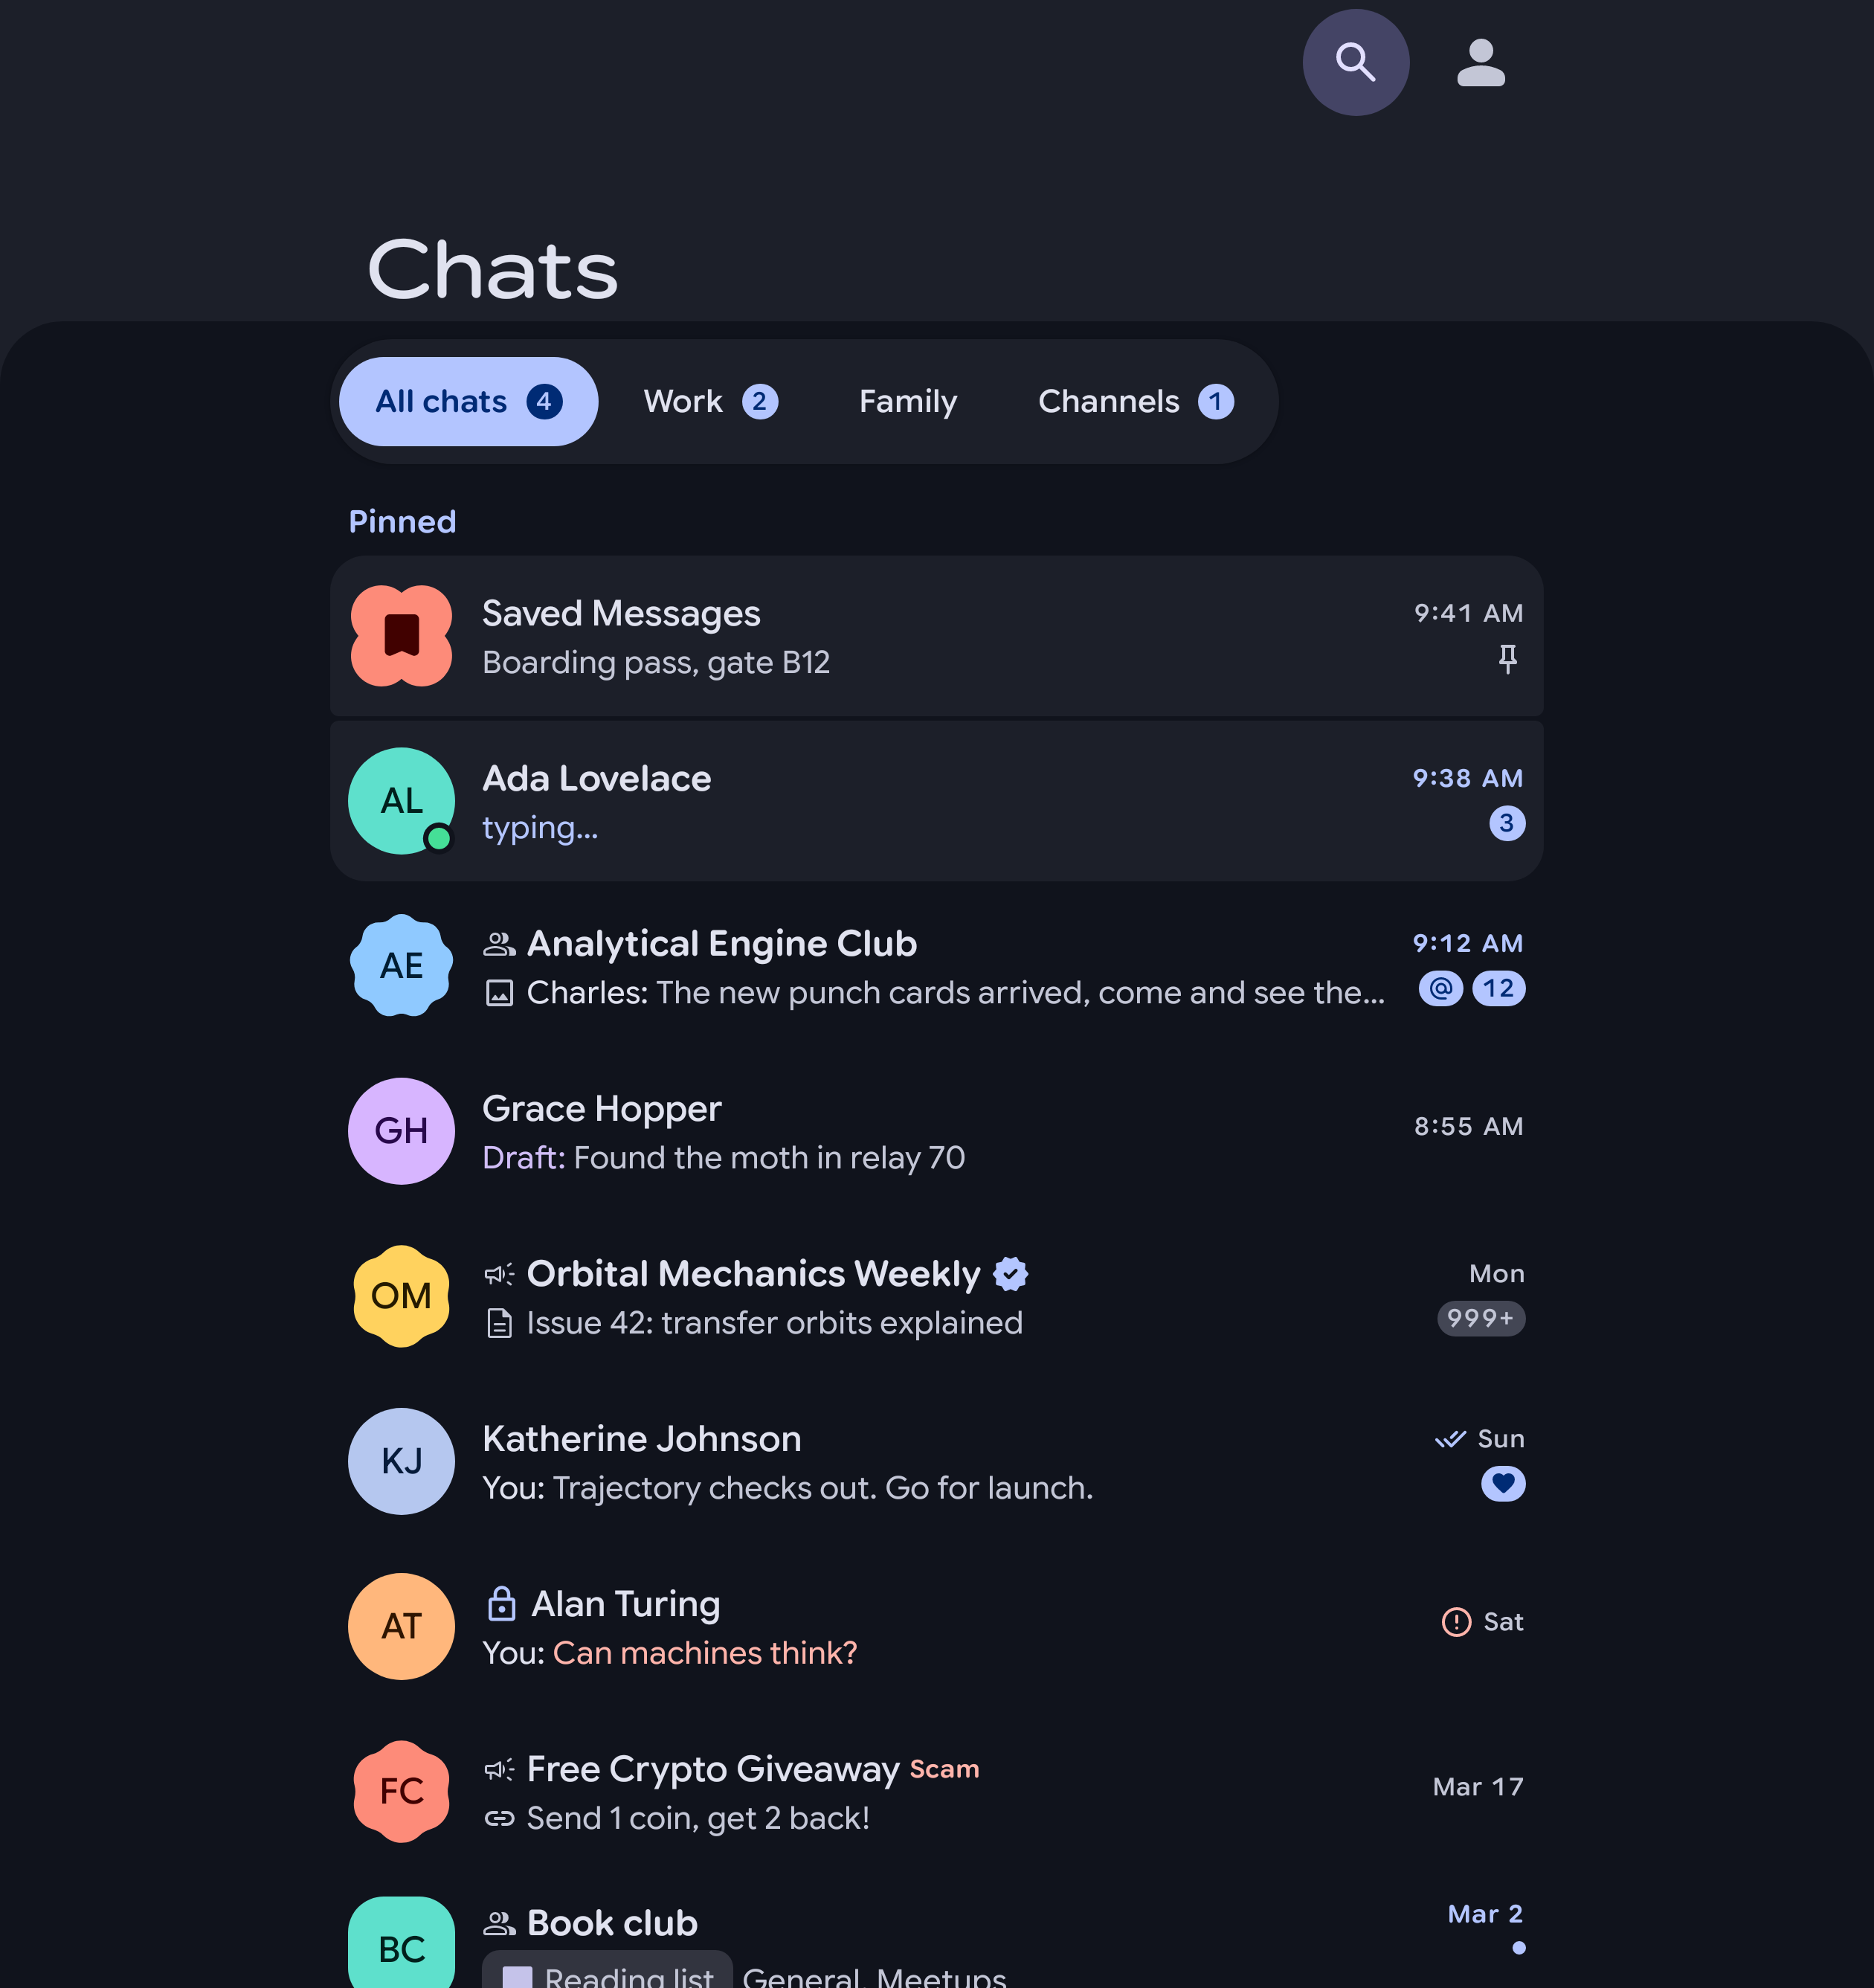 Chats
All chats 4 Work 2 Family Channels 1
Pinned
Saved Messages 9:41 AM
Boarding pass, gate B12
AL Ada Lovelace 9:38 AM
typing... 3
AE Analytical Engine Club 9:12 AM
Charles: The new punch cards arrived, come and see the... @ 12
GH Grace Hopper 8:55 AM
Draft: Found the moth in relay 70
OM Orbital Mechanics Weekly Mon
Issue 42: transfer orbits explained 999+
KJ Katherine Johnson Sun
You: Trajectory checks out. Go for launch.
AT Alan Turing Sat
You: Can machines think?
FC Free Crypto Giveaway Scam Mar 17
Send 1 coin, get 2 back!
BC Book club Mar 2
Reading list General, Meetups